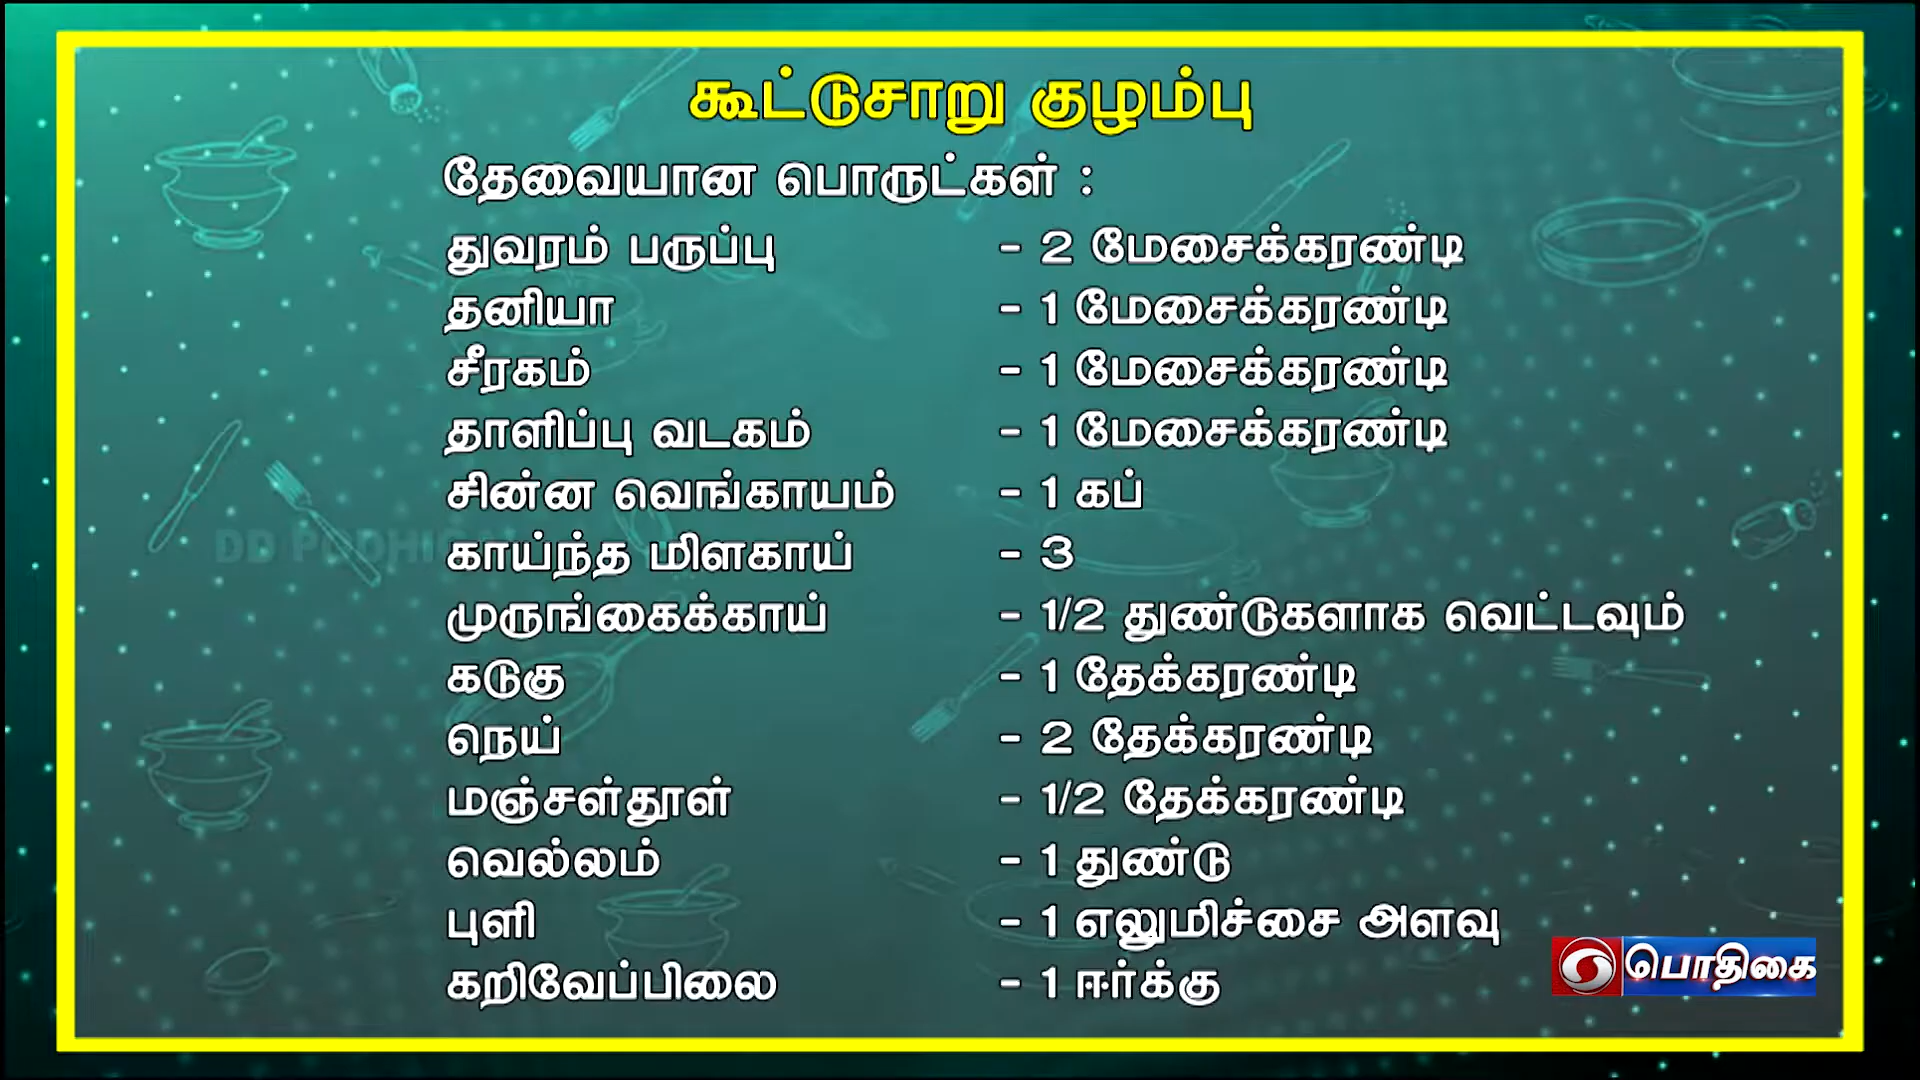 கூட்டுசாறு குழம்பு
தேவையான பொருட்கள் :
துவரம் பருப்பு - 2 மேசைக்கரண்டி
தனியா - 1 மேசைக்கரண்டி
சீரகம் - 1 மேசைக்கரண்டி
தாளிப்பு வடகம் - 1 மேசைக்கரண்டி
சின்ன வெங்காயம் - 1 கப்
காய்ந்த மிளகாய் - 3
முருங்கைக்காய் - 1/2 துண்டுகளாக வெட்டவும்
கடுகு - 1 தேக்கரண்டி
நெய் - 2 தேக்கரண்டி
மஞ்சள்தூள் - 1/2 தேக்கரண்டி
வெல்லம் - 1 துண்டு
புளி - 1 எலுமிச்சை அளவு
கறிவேப்பிலை - 1 ஈர்க்கு
பொதிகை